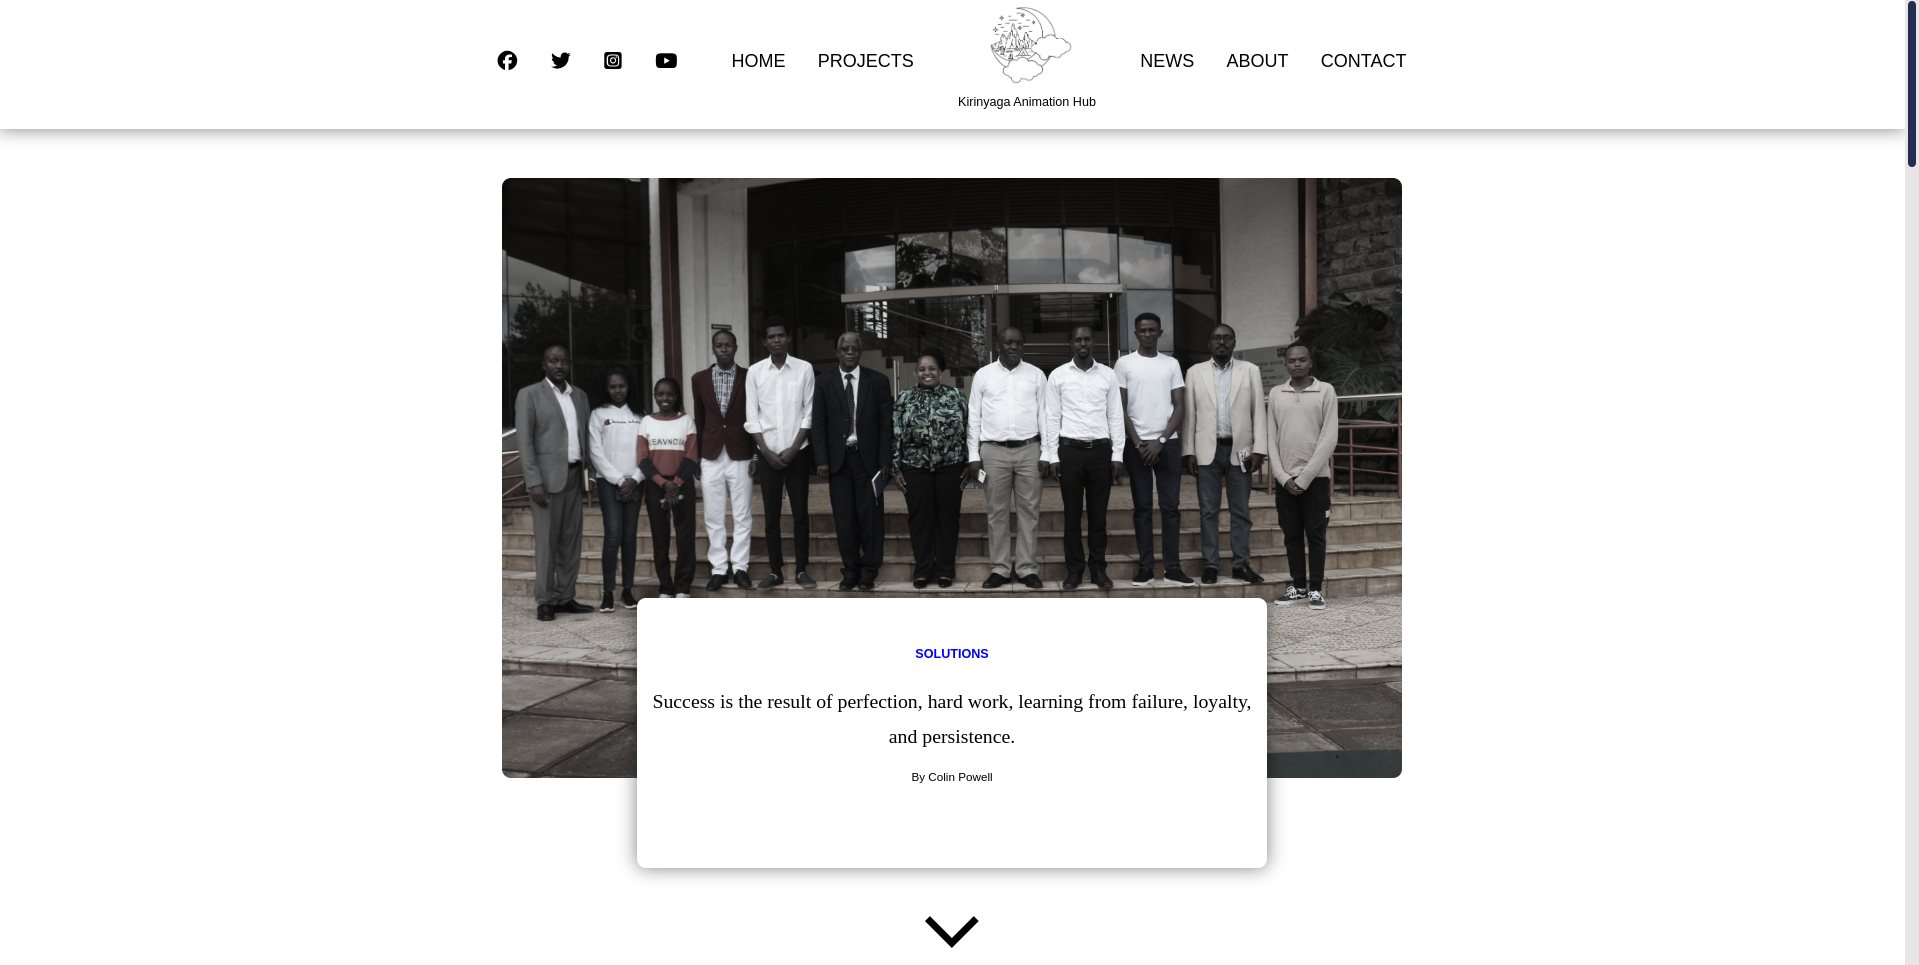 HOME
PROJECTS
Kirinyaga Animation Hub
NEWS
ABOUT
CONTACT
SOLUTIONS
Success is the result of perfection, hard work, learning from failure, loyalty,
and persistence.
By Colin Powell